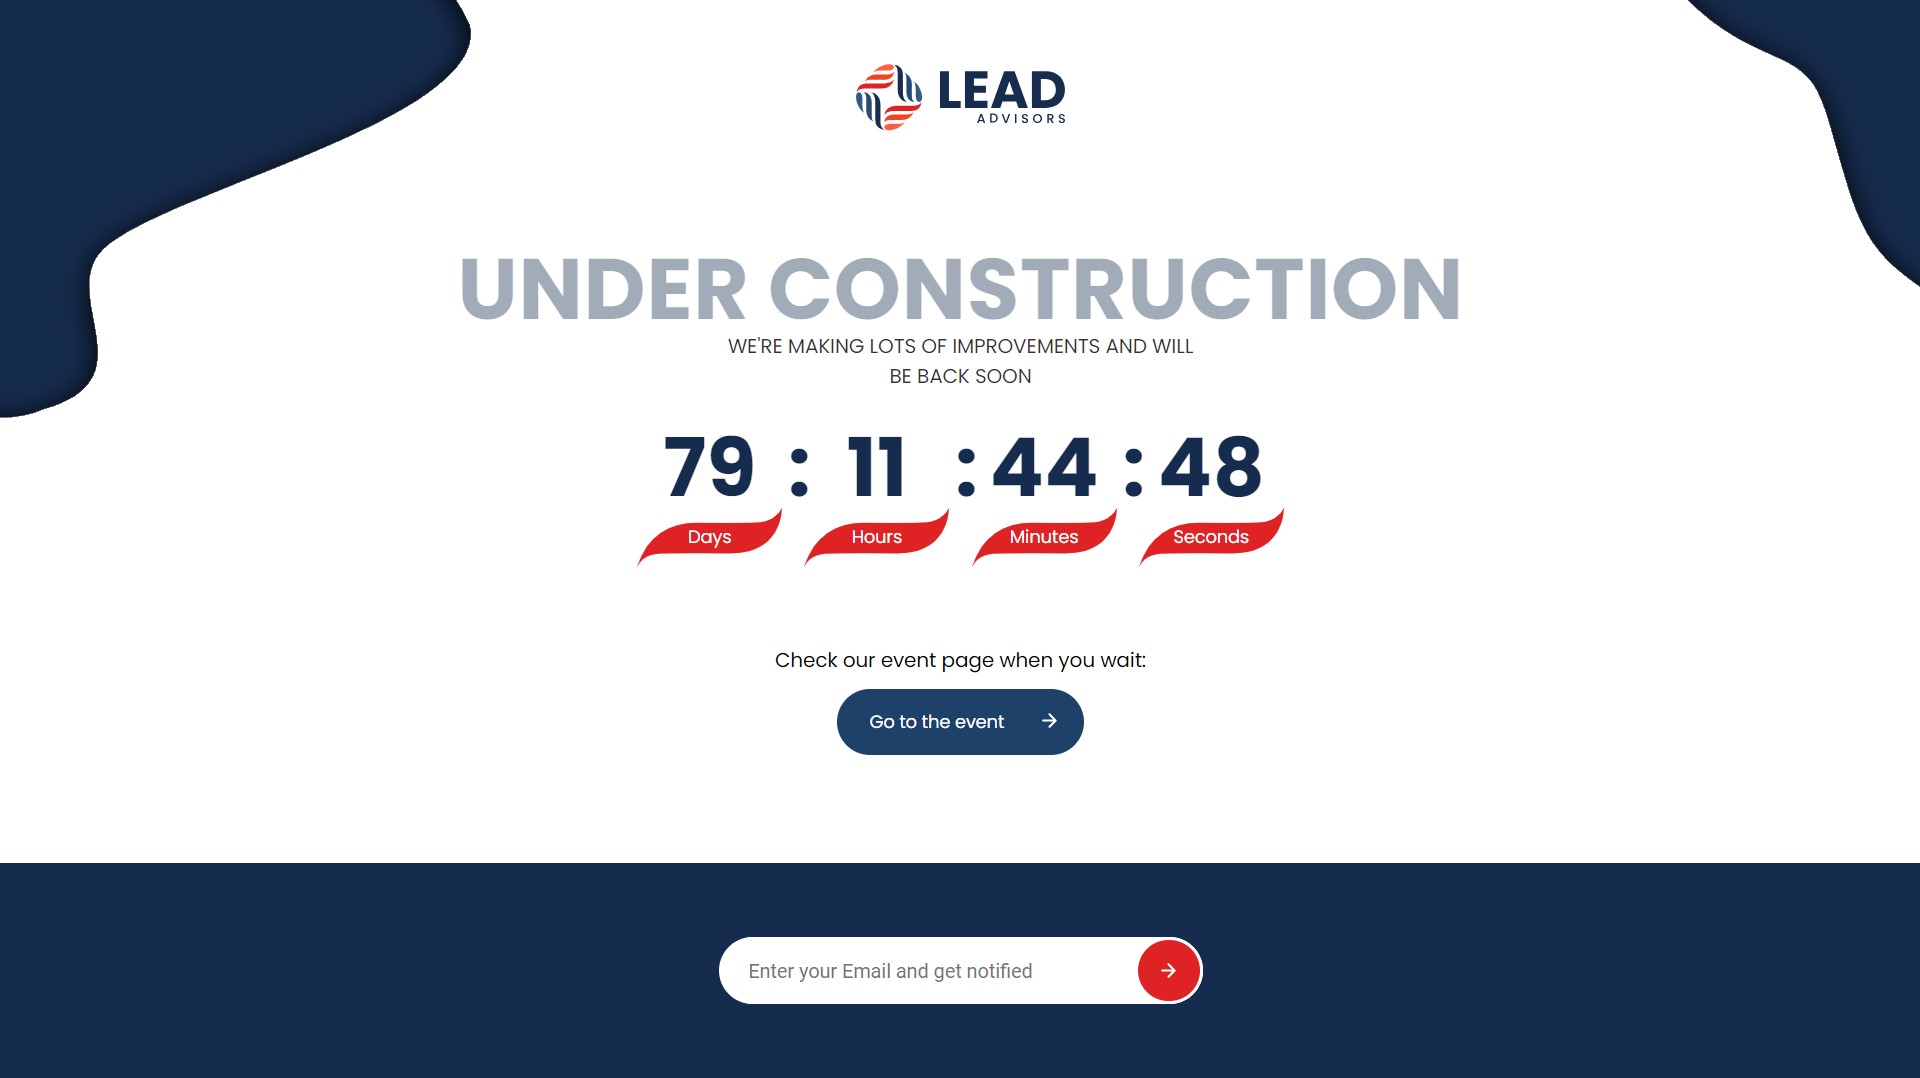 LEAD
ADVISORS
UNDER CONSTRUCTION
WE'RE MAKING LOTS OF IMPROVEMENTS AND WILL
BE BACK SOON
79 : 11 : 44 : 48
Days Hours Minutes Seconds
Check our event page when you wait:
Go to the event
Enter your Email and get notified